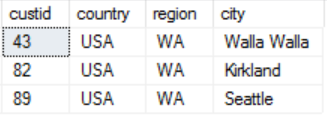 custid country region city
43 USA WA Walla Walla
82 USA WA Kirkland
89 USA WA Seattle